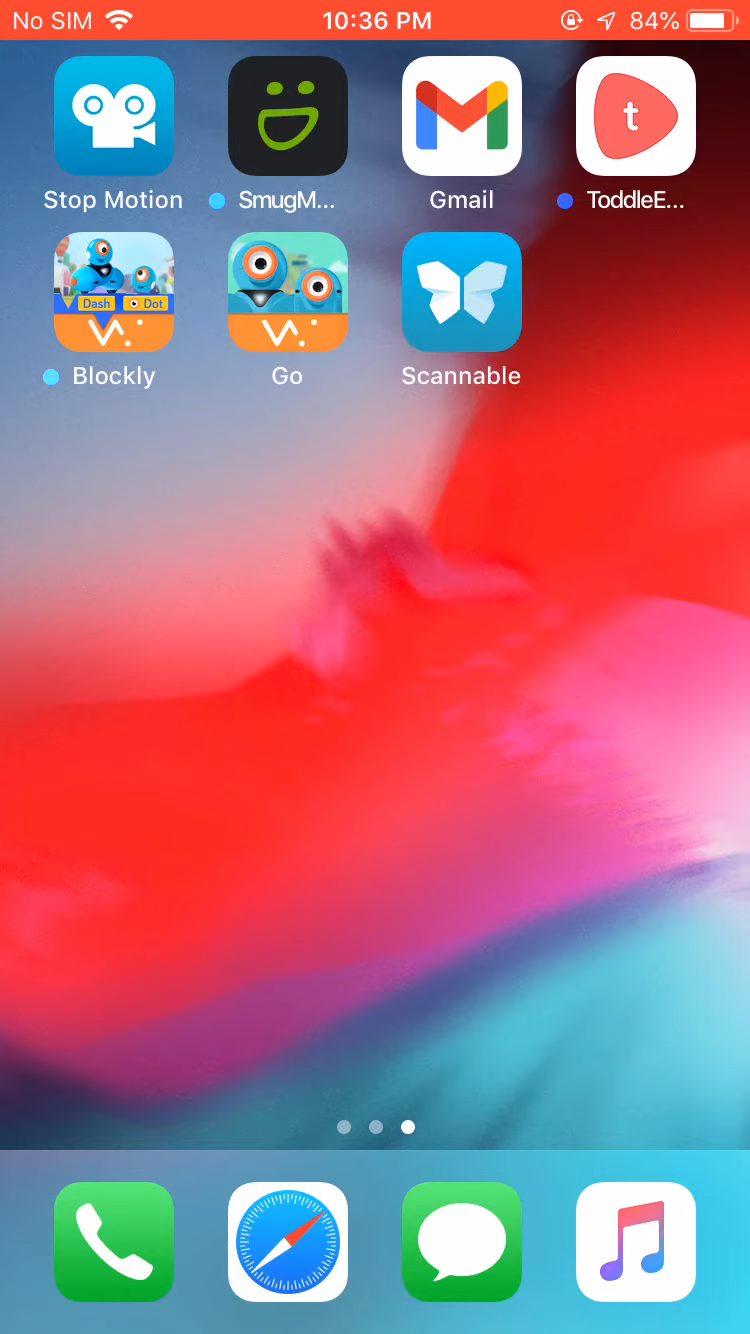 No SIM 10:36 PM 84%
Stop Motion SmugM... Gmail ToddleE...
t
Dash Dot
Blockly Go Scannable